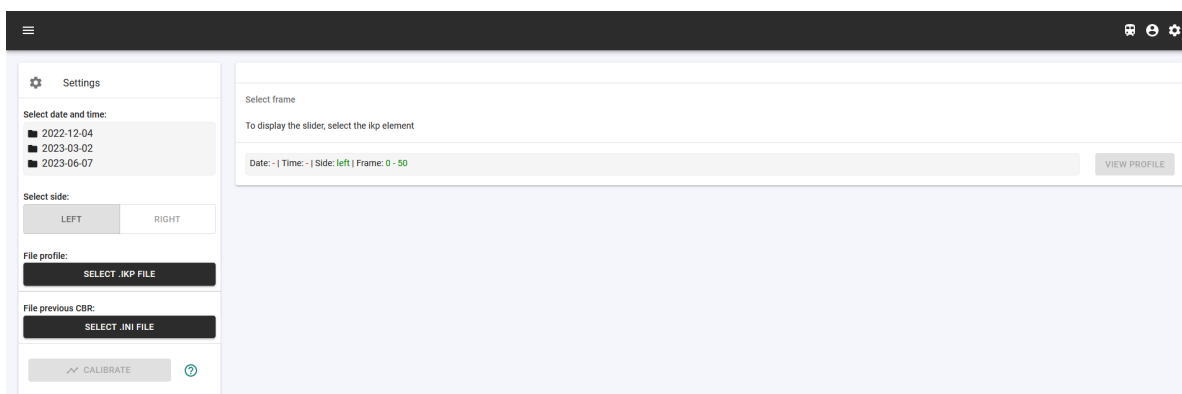 Settings
Select date and time:
2022-12-04
2023-03-02
2023-06-07
Select side:
LEFT RIGHT
File profile:
SELECT .IKP FILE
File previous CBR:
SELECT .INI FILE
CALIBRATE
Select frame
To display the slider, select the ikp element
Date: - | Time: - | Side: left | Frame: 0 - 50
VIEW PROFILE